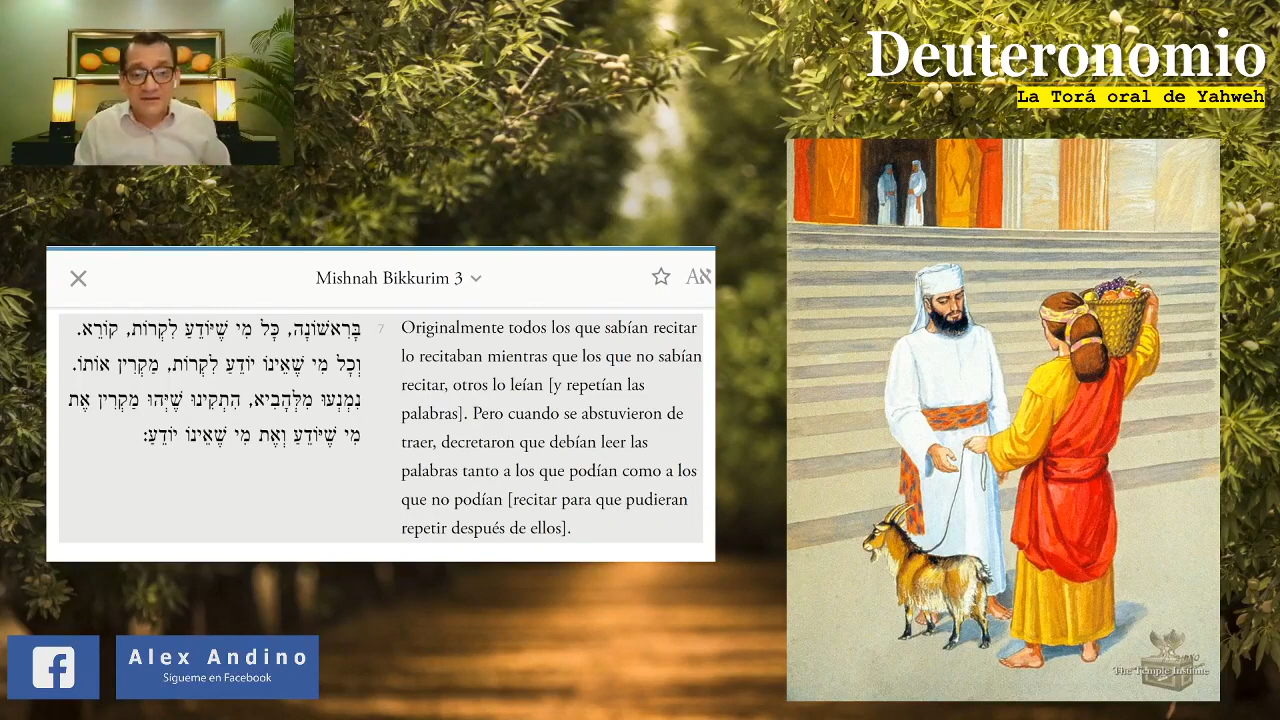 Deuteronomio
La Torá oral de Yahweh
Mishnah Bikkurim 3
Aא
בָּרִאשׁוֹנָה, כָּל מִי שֶׁיּוֹדֵעַ לִקְרוֹת, קוֹרֵא.
וְכָל מִי שֶׁאֵינוֹ יוֹדֵעַ לִקְרוֹת, מַקְרִין אוֹתוֹ.
נִמְנְעוּ מִלְּהָבִיא, הִתְקִינוּ שֶׁיְּהוּ מַקְרִין אֶת
מִי שֶׁיּוֹדֵעַ וְאֶת מִי שֶׁאֵינוֹ יוֹדֵעַ:
7
Originalmente todos los que sabían recitar
lo recitaban mientras que los que no sabían
recitar, otros lo leían [y repetían las
palabras]. Pero cuando se abstuvieron de
traer, decretaron que debían leer las
palabras tanto a los que podían como a los
que no podían [recitar para que pudieran
repetir después de ellos].
The Temple Institute
f
Alex Andino
Sígueme en Facebook